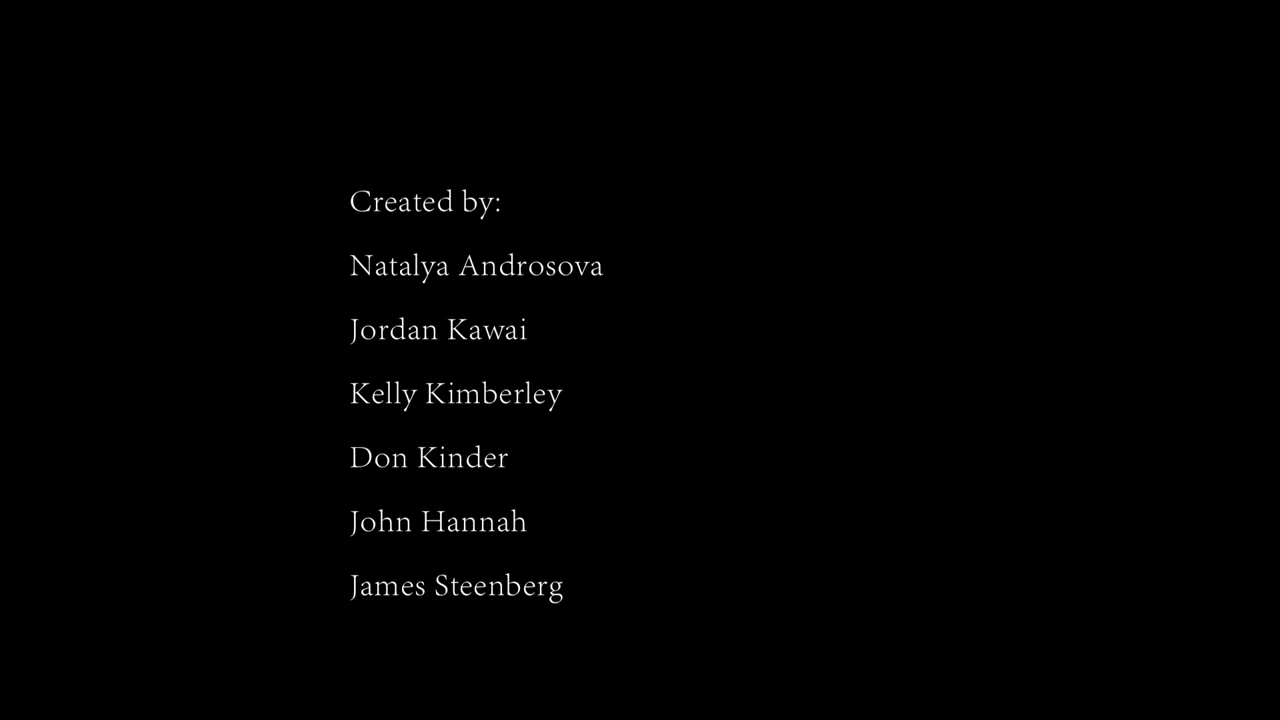 Created by:
Natalya Androsova
Jordan Kawai
Kelly Kimberley
Don Kinder
John Hannah
James Steenberg